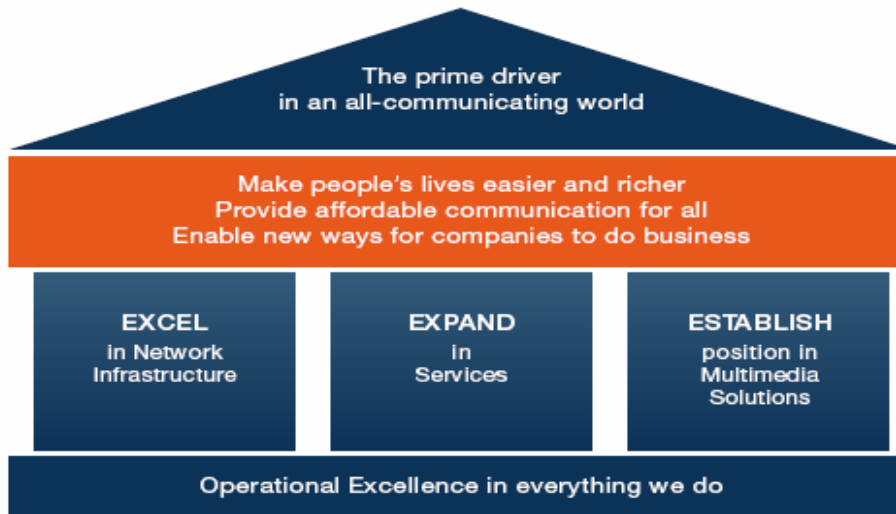 The prime driver
in an all-communicating world
Make people's lives easier and richer
Provide affordable communication for all
Enable new ways for companies to do business
EXCEL
in Network
Infrastructure
EXPAND
in
Services
ESTABLISH
position in
Multimedia
Solutions
Operational Excellence in everything we do